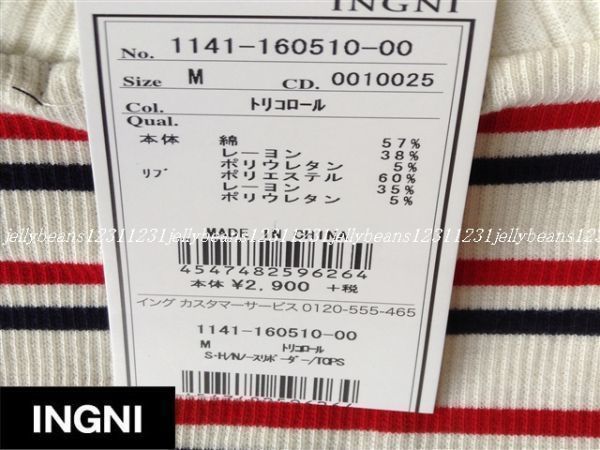 INGNI
No. 1141-160510-00
Size M CD. 0010025
Col. トリコロール
Qual.
本体 綿 57%
レーヨン 38%
ポリウレタン 5%
リブ ポリエステル 60%
レーヨン 35%
ポリウレタン 5%
jellybeans12311231jellybeans12311231jellybeans12311231jellybeans
MADE IN CHINA
4547482596264
本体 ¥2,900 +税
イング カスタマーサービス 0120-555-465
1141-160510-00
M トリコロール
S-H/Nノースリボーダー/TOPS
4547482596264
INGNI